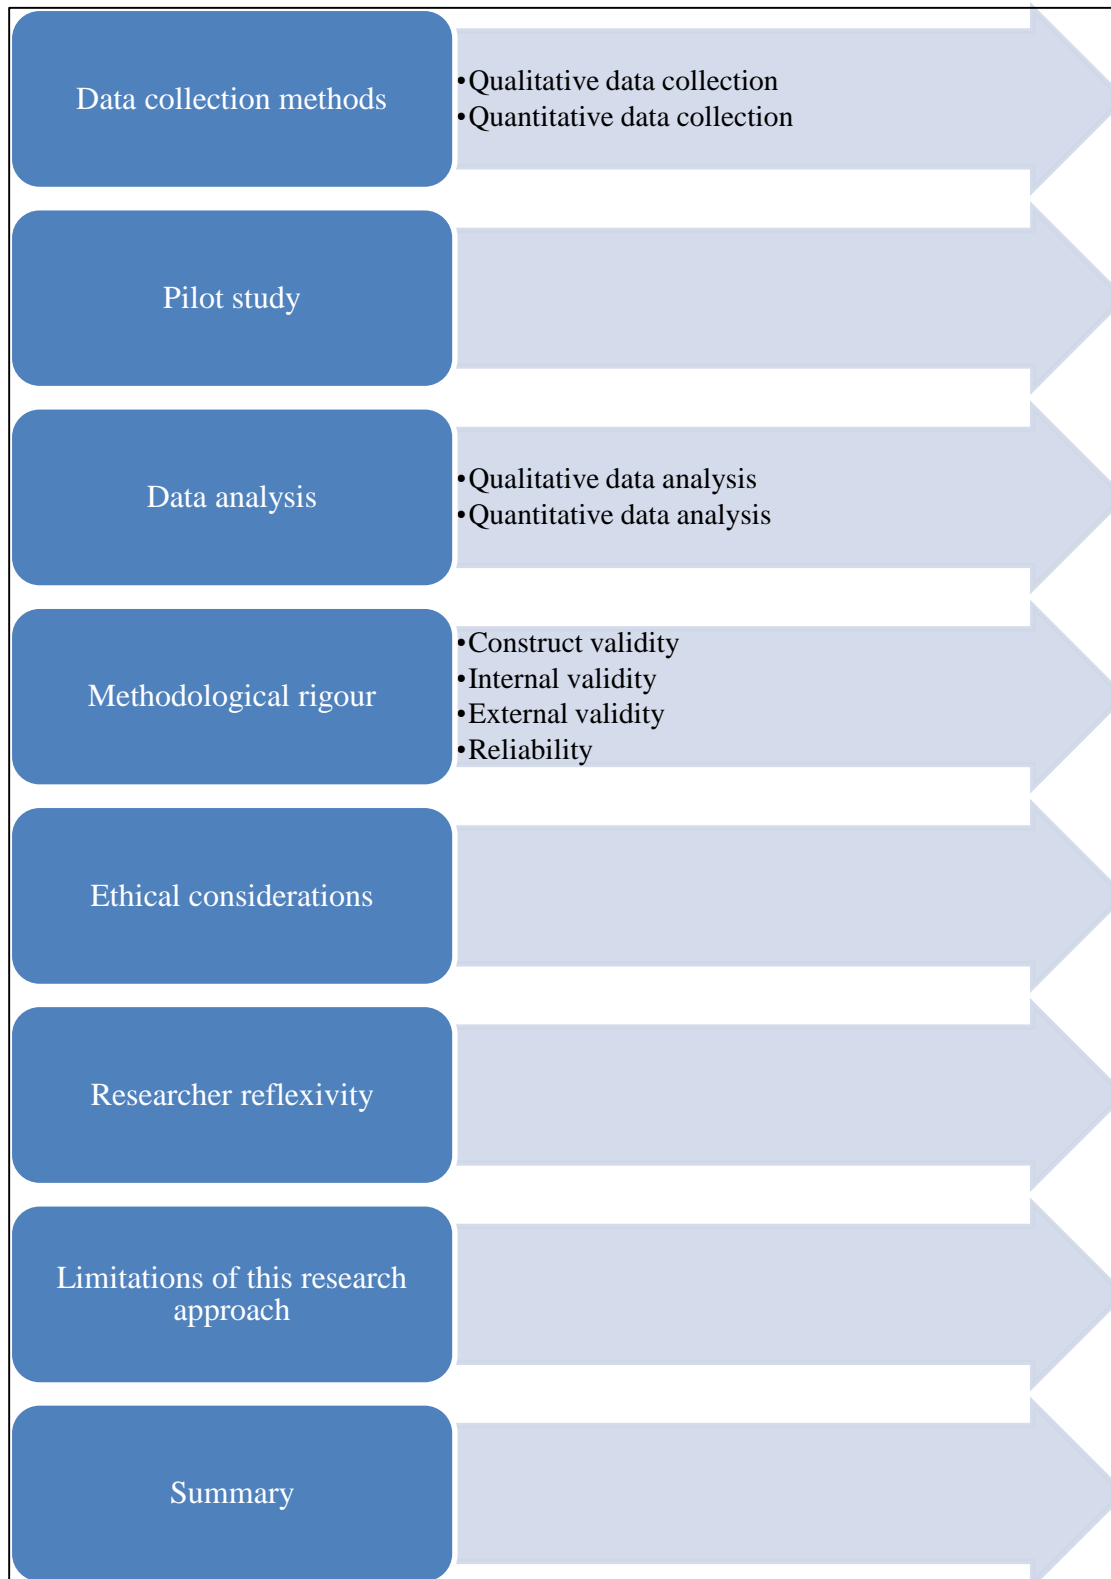 Data collection methods
•Qualitative data collection
•Quantitative data collection
Pilot study
Data analysis
•Qualitative data analysis
•Quantitative data analysis
Methodological rigour
•Construct validity
•Internal validity
•External validity
•Reliability
Ethical considerations
Researcher reflexivity
Limitations of this research
approach
Summary